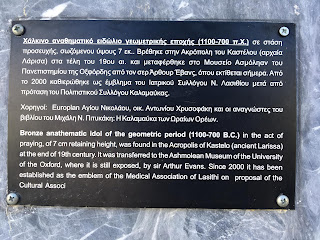 Χάλκινο αναθηματικό ειδώλιο γεωμετρικής εποχής (1100-700 π.Χ.) σε στάση
προσευχής, σωζόμενου ύψους 7 εκ.. Βρέθηκε στην Ακρόπολη του Καστέλου (αρχαία
Λάρισα) στα τέλη του 19ου αι. και μεταφέρθηκε στο Μουσείο Ασμόληαν του
Πανεπιστημίου της Οξφόρδης από τον σερ Άρθουρ Έβανς, όπου εκτίθεται σήμερα. Από
το 2000 καθιερώθηκε ως έμβλημα του Ιατρικού Συλλόγου Ν. Λασιθίου μετά από
πρόταση του Πολιτιστικού Συλλόγου Καλαμαύκας.
Χορηγοί: Europlan Αγίου Νικολάου, οικ. Αντωνίου Χρυσοφάκη και οι αναγνώστες του
βιβλίου του Μιχάλη Ν. Πιτυκάκη: Η Καλαμαύκα των Ωραίων Ορέων.
Bronze anathematic idol of the geometric period (1100-700 B.C.) in the act of
praying, of 7 cm retaining height, was found in the Acropolis of Kastelo (ancient Larissa)
at the end of 19th century. It was transferred to the Ashmolean Museum of the University
of the Oxford, where it is still exposed, by sir Arthur Evans. Since 2000 it has been
established as the emblem of the Medical Association of Lasithi on proposal of the
Cultural Associ